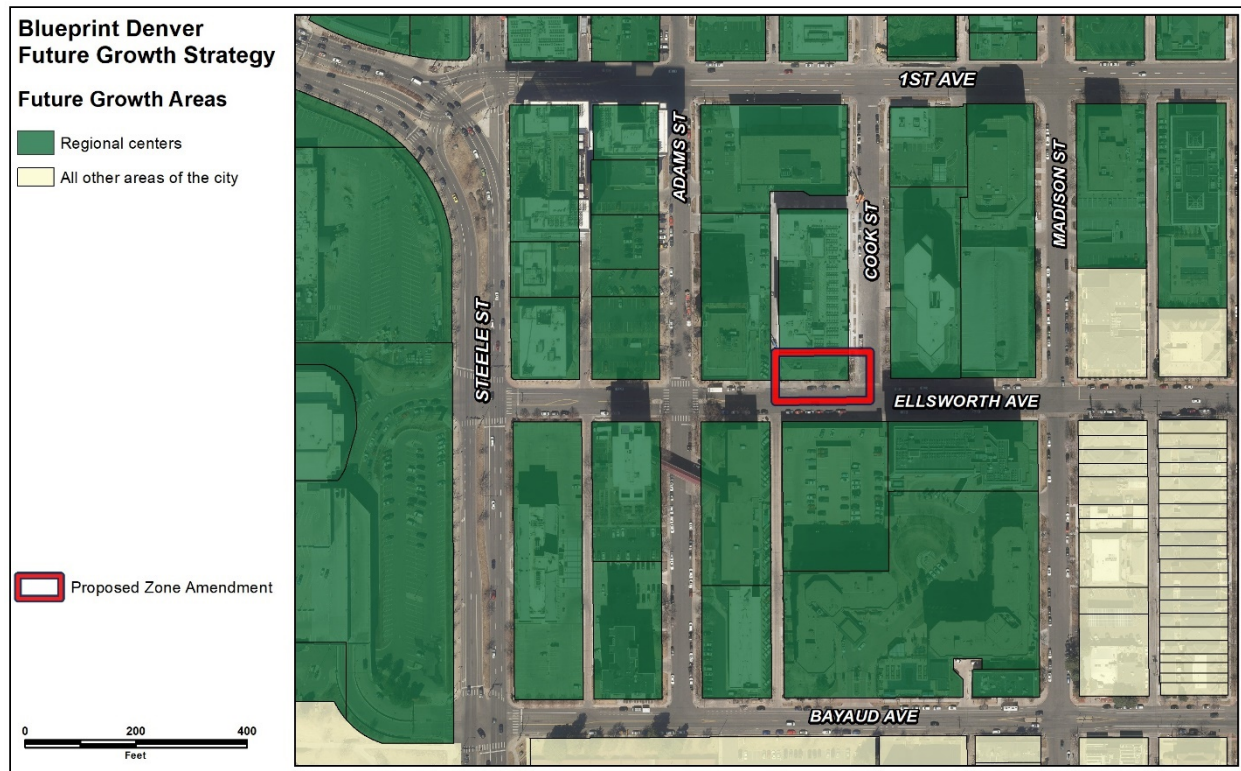 Blueprint Denver
Future Growth Strategy
Future Growth Areas
Regional centers
All other areas of the city
Proposed Zone Amendment
0 200 400
Feet
1ST AVE
ADAMS ST
COOK ST
MADISON ST
STEELE ST
ELLSWORTH AVE
BAYAUD AVE